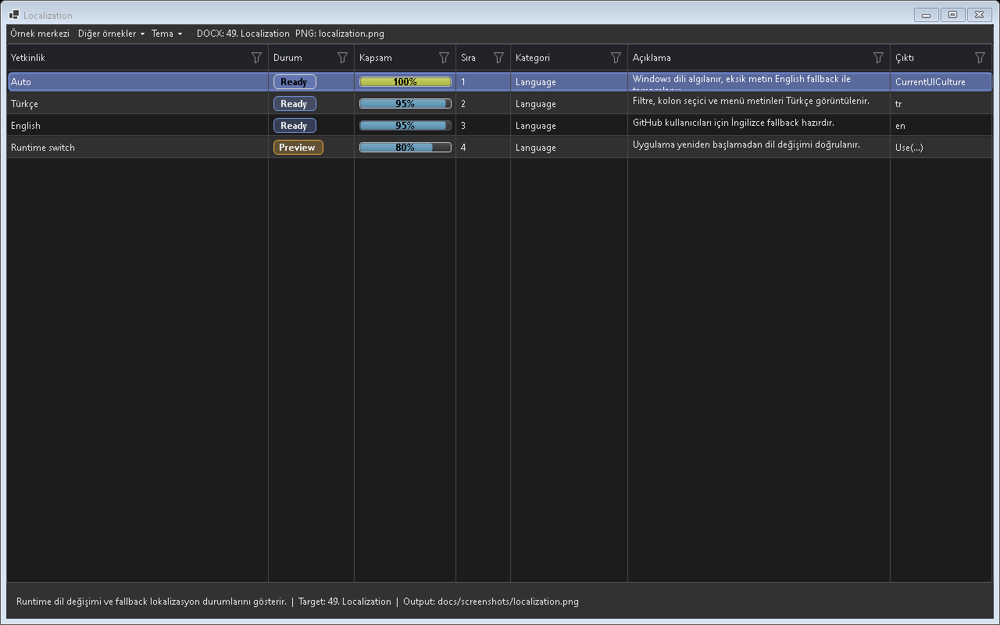 Localization
Örnek merkezi Diğer örnekler Tema DOCX: 49. Localization PNG: localization.png
Yetkinlik Durum Kapsam Sıra Kategori Açıklama Çıktı
Auto Ready 100% 1 Language Windows dili algılanır, eksik metin English fallback ile CurrentUICulture
Türkçe Ready 95% 2 Language Filtre, kolon seçici ve menü metinleri Türkçe görüntülenir. tr
English Ready 95% 3 Language GitHub kullanıcıları için İngilizce fallback hazırdır. en
Runtime switch Preview 80% 4 Language Uygulama yeniden başlamadan dil değişimi doğrulanır. Use(...)
Runtime dil değişimi ve fallback lokalizasyon durumlarını gösterir. | Target: 49. Localization | Output: docs/screenshots/localization.png